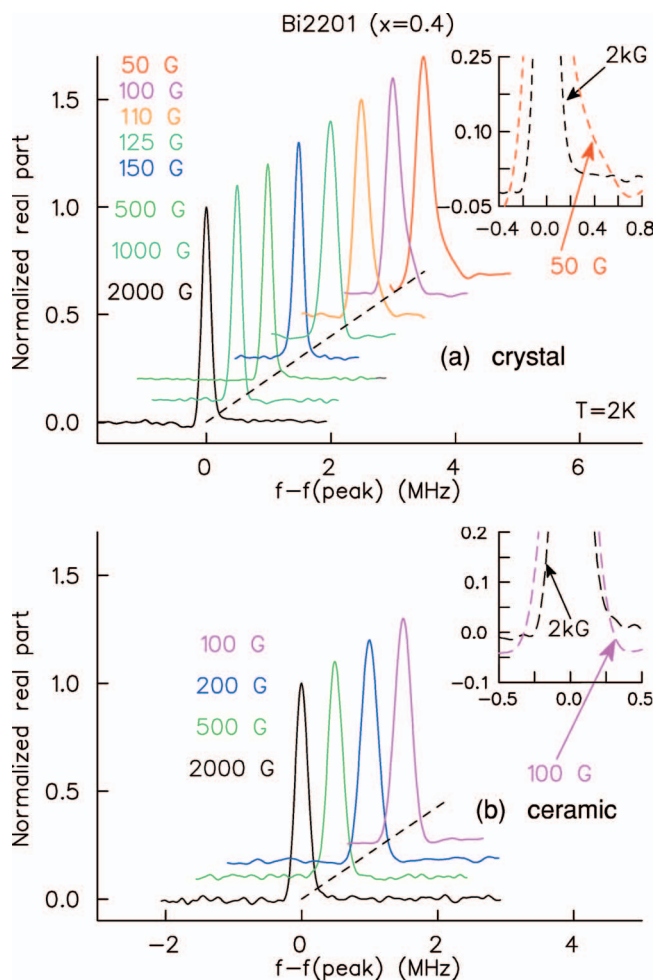 Bi2201 (x=0.4)
Normalized real part
1.5
1.0
0.5
0.0
50 G
100 G
110 G
125 G
150 G
500 G
1000 G
2000 G
0.25
0.10
-0.05
-0.4 0.0 0.4 0.8
2kG
50 G
(a) crystal
T=2K
0 2 4 6
f-f(peak) (MHz)
Normalized real part
1.5
1.0
0.5
0.0
100 G
200 G
500 G
2000 G
0.2
0.1
0.0
-0.1
-0.5 0.0 0.5
2kG
100 G
(b) ceramic
-2 0 2 4
f-f(peak) (MHz)